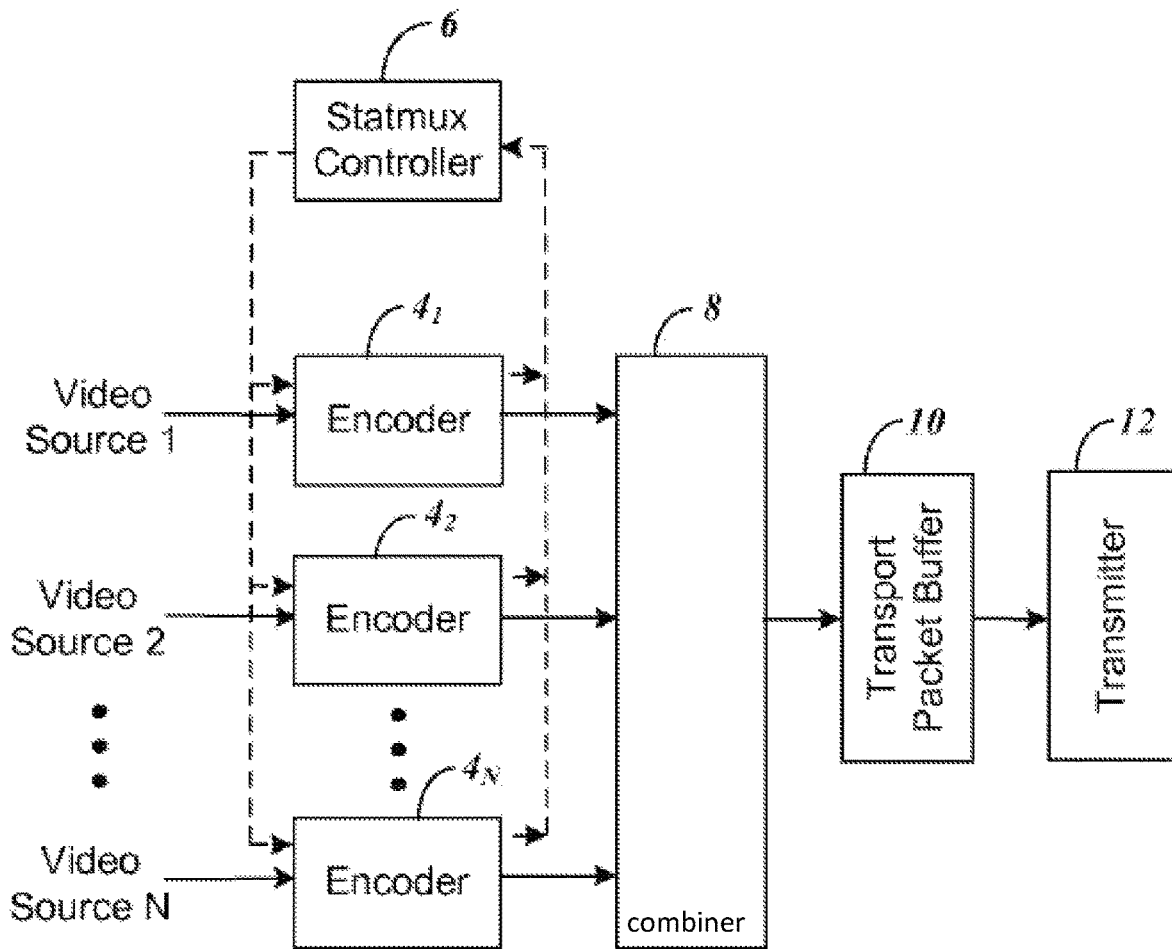 6
Statmux
Controller
4₁
8
Video
Source 1
Encoder
10
12
4₂
Transport
Packet Buffer
Transmitter
Video
Source 2
Encoder
4N
Video
Source N
Encoder
combiner